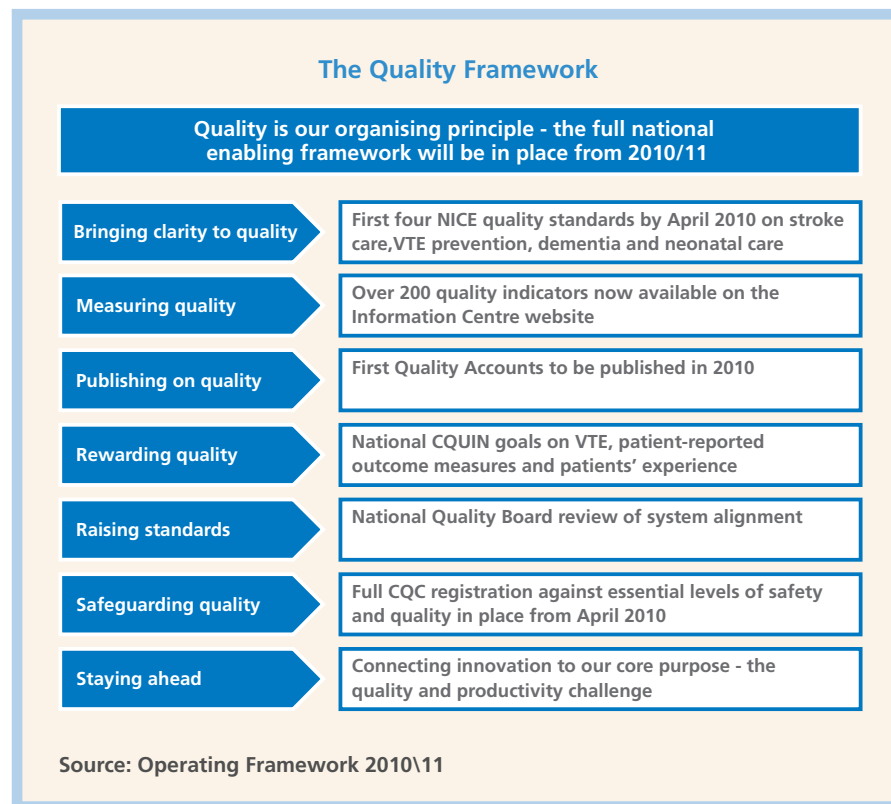 The Quality Framework
Quality is our organising principle - the full national
enabling framework will be in place from 2010/11
Bringing clarity to quality
First four NICE quality standards by April 2010 on stroke
care,VTE prevention, dementia and neonatal care
Measuring quality
Over 200 quality indicators now available on the
Information Centre website
Publishing on quality
First Quality Accounts to be published in 2010
Rewarding quality
National CQUIN goals on VTE, patient-reported
outcome measures and patients’ experience
Raising standards
National Quality Board review of system alignment
Safeguarding quality
Full CQC registration against essential levels of safety
and quality in place from April 2010
Staying ahead
Connecting innovation to our core purpose - the
quality and productivity challenge
Source: Operating Framework 2010\11